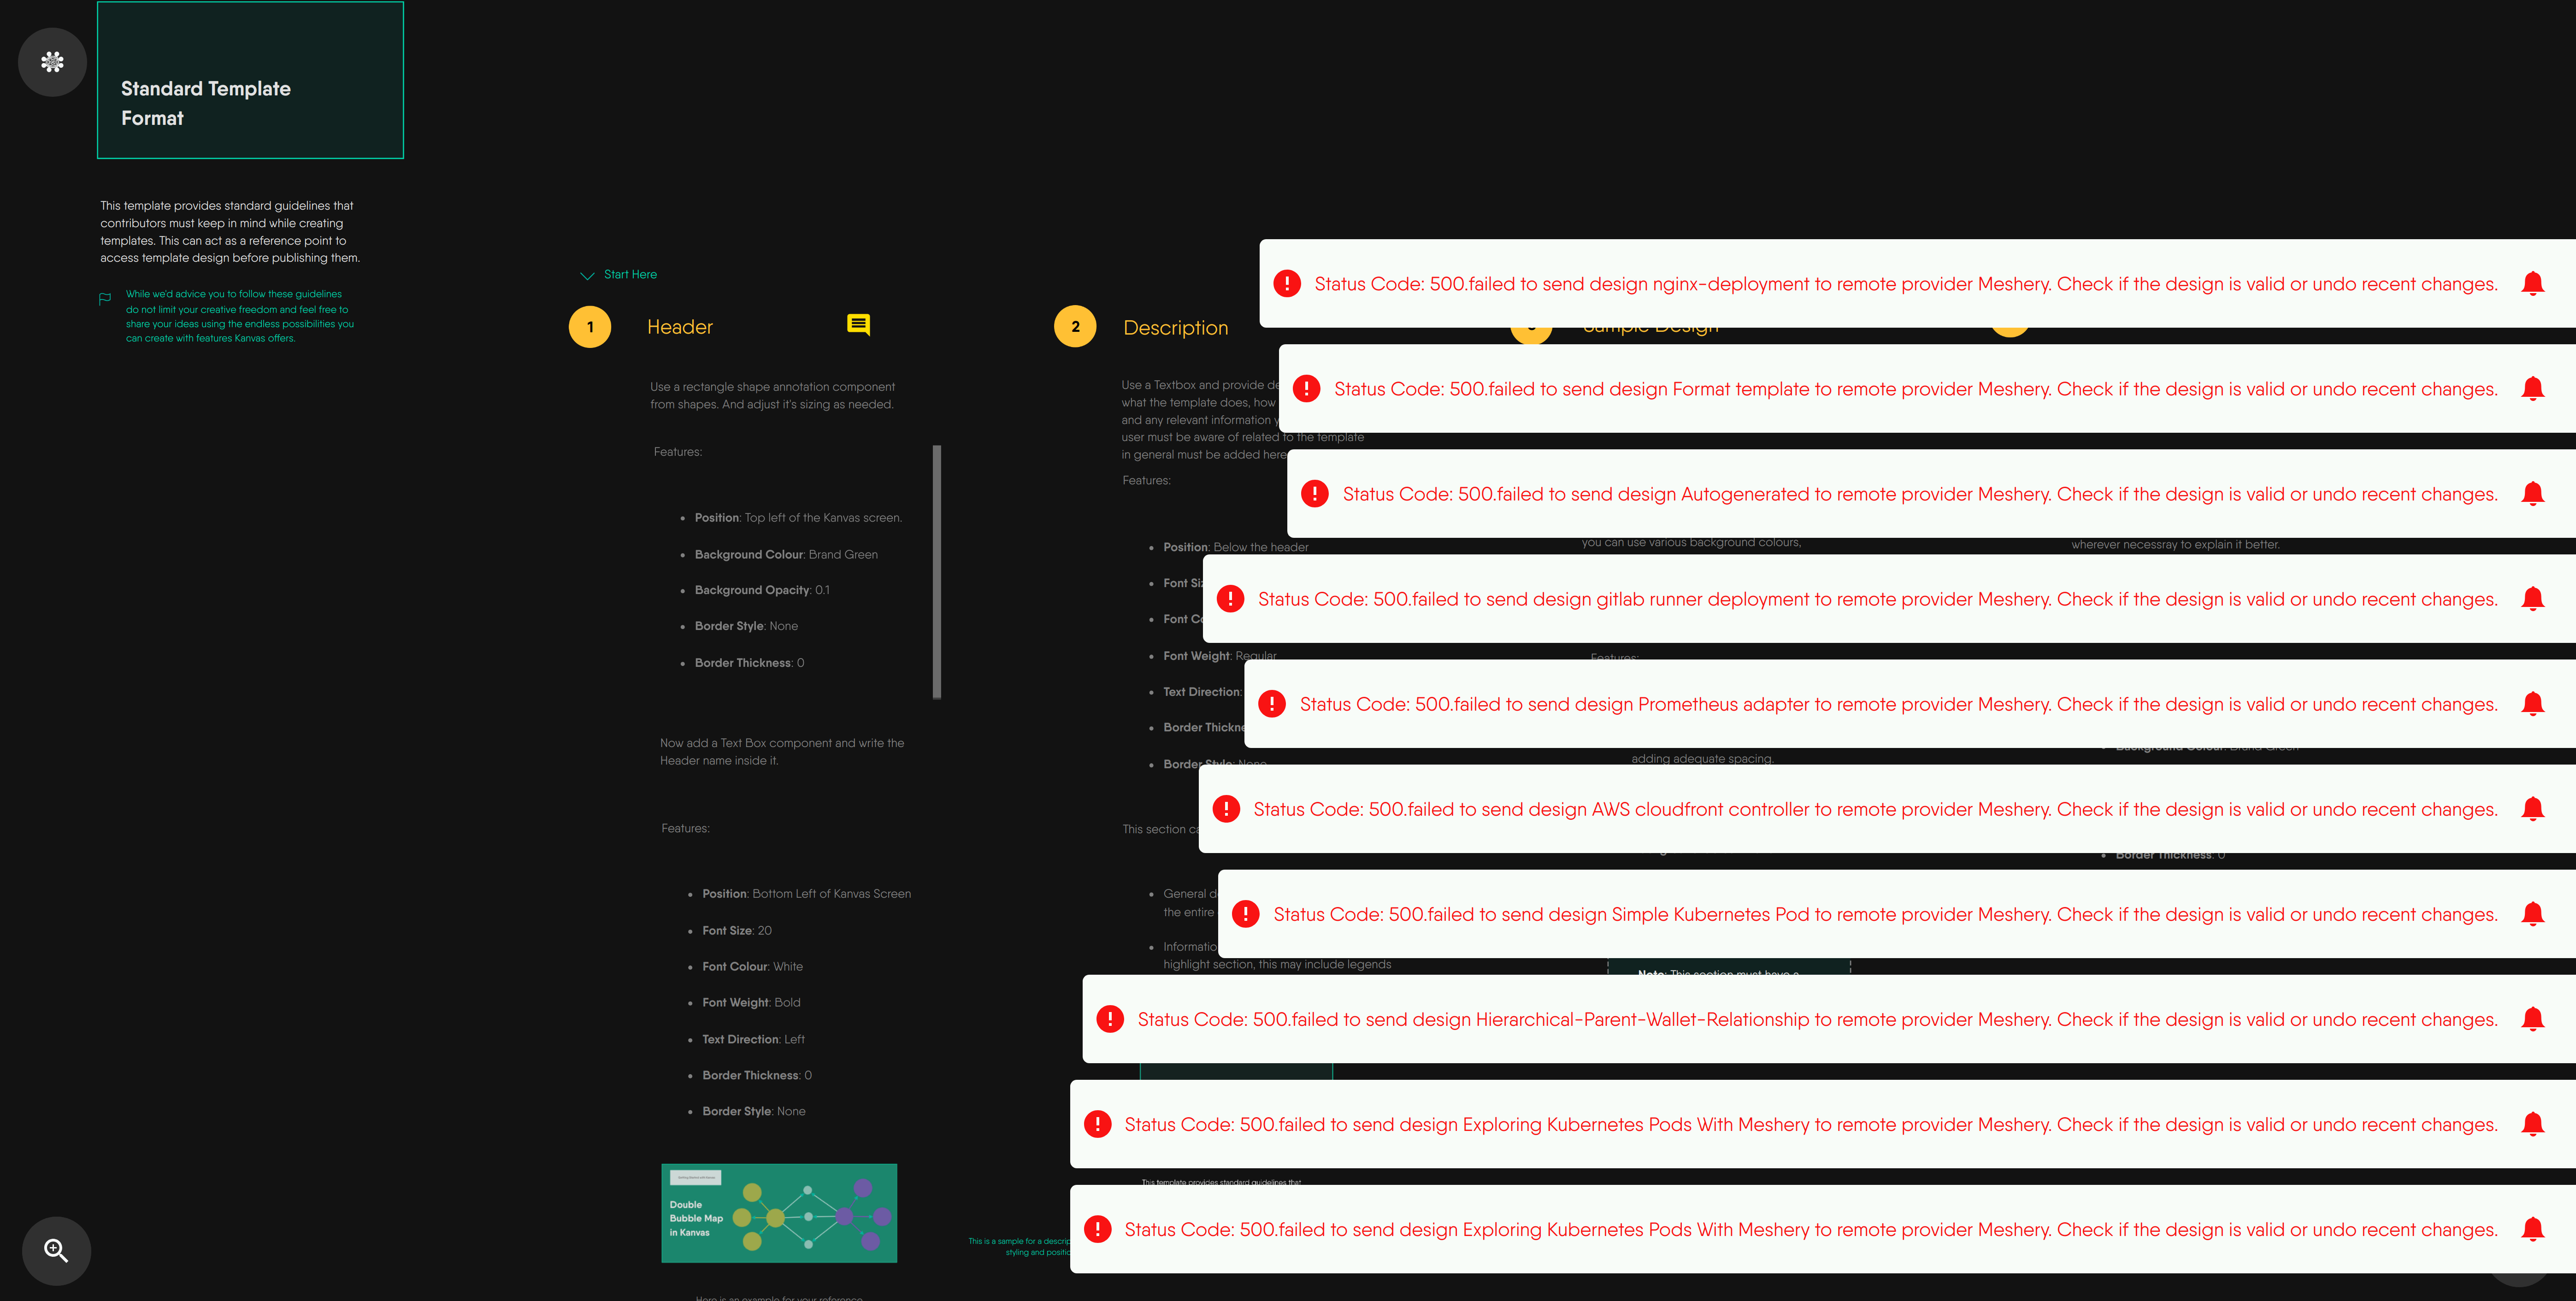 Standard Template
Format
This template provides standard guidelines that
contributors must keep in mind while creating
templates. This can act as a reference point to
access template design before publishing them.
While we'd advice you to follow these guidelines
do not limit your creative freedom and feel free to
share your ideas using the endless possibilities you
can create with features Kanvas offers.
Start Here
1
Header
Use a rectangle shape annotation component
from shapes. And adjust it's sizing as needed.
Features:
Position: Top left of the Kanvas screen.
Background Colour: Brand Green
Background Opacity: 0.1
Border Style: None
Border Thickness: 0
Now add a Text Box component and write the
Header name inside it.
Features:
Position: Bottom Left of Kanvas Screen
Font Size: 20
Font Colour: White
Font Weight: Bold
Text Direction: Left
Border Thickness: 0
Border Style: None
Double
Bubble Map
in Kanvas
Here is an example for your reference
2
Description
Use a Textbox and provide
what the template does, how
and any relevant information
user must be aware of related to the template
in general must be added here
Features:
Position: Below the header
Font
Font
Font Weight: Regular
Text Direction:
Border
Border Style: None
This section
General
the entire
highlight section, this may include legends
This template provides standard guidelines that
This is a sample for a
styling and
Sample Design
you can use various background colours,
Features:
adding adequate spacing.
Note: This section must have a
wherever necessray to explain it better.
Background Colour: Brand Green
Border Thickness: 0
Status Code: 500.failed to send design nginx-deployment to remote provider Meshery. Check if the design is valid or undo recent changes.
Status Code: 500.failed to send design Format template to remote provider Meshery. Check if the design is valid or undo recent changes.
Status Code: 500.failed to send design Autogenerated to remote provider Meshery. Check if the design is valid or undo recent changes.
Status Code: 500.failed to send design gitlab runner deployment to remote provider Meshery. Check if the design is valid or undo recent changes.
Status Code: 500.failed to send design Prometheus adapter to remote provider Meshery. Check if the design is valid or undo recent changes.
Status Code: 500.failed to send design AWS cloudfront controller to remote provider Meshery. Check if the design is valid or undo recent changes.
Status Code: 500.failed to send design Simple Kubernetes Pod to remote provider Meshery. Check if the design is valid or undo recent changes.
Status Code: 500.failed to send design Hierarchical-Parent-Wallet-Relationship to remote provider Meshery. Check if the design is valid or undo recent changes.
Status Code: 500.failed to send design Exploring Kubernetes Pods With Meshery to remote provider Meshery. Check if the design is valid or undo recent changes.
Status Code: 500.failed to send design Exploring Kubernetes Pods With Meshery to remote provider Meshery. Check if the design is valid or undo recent changes.